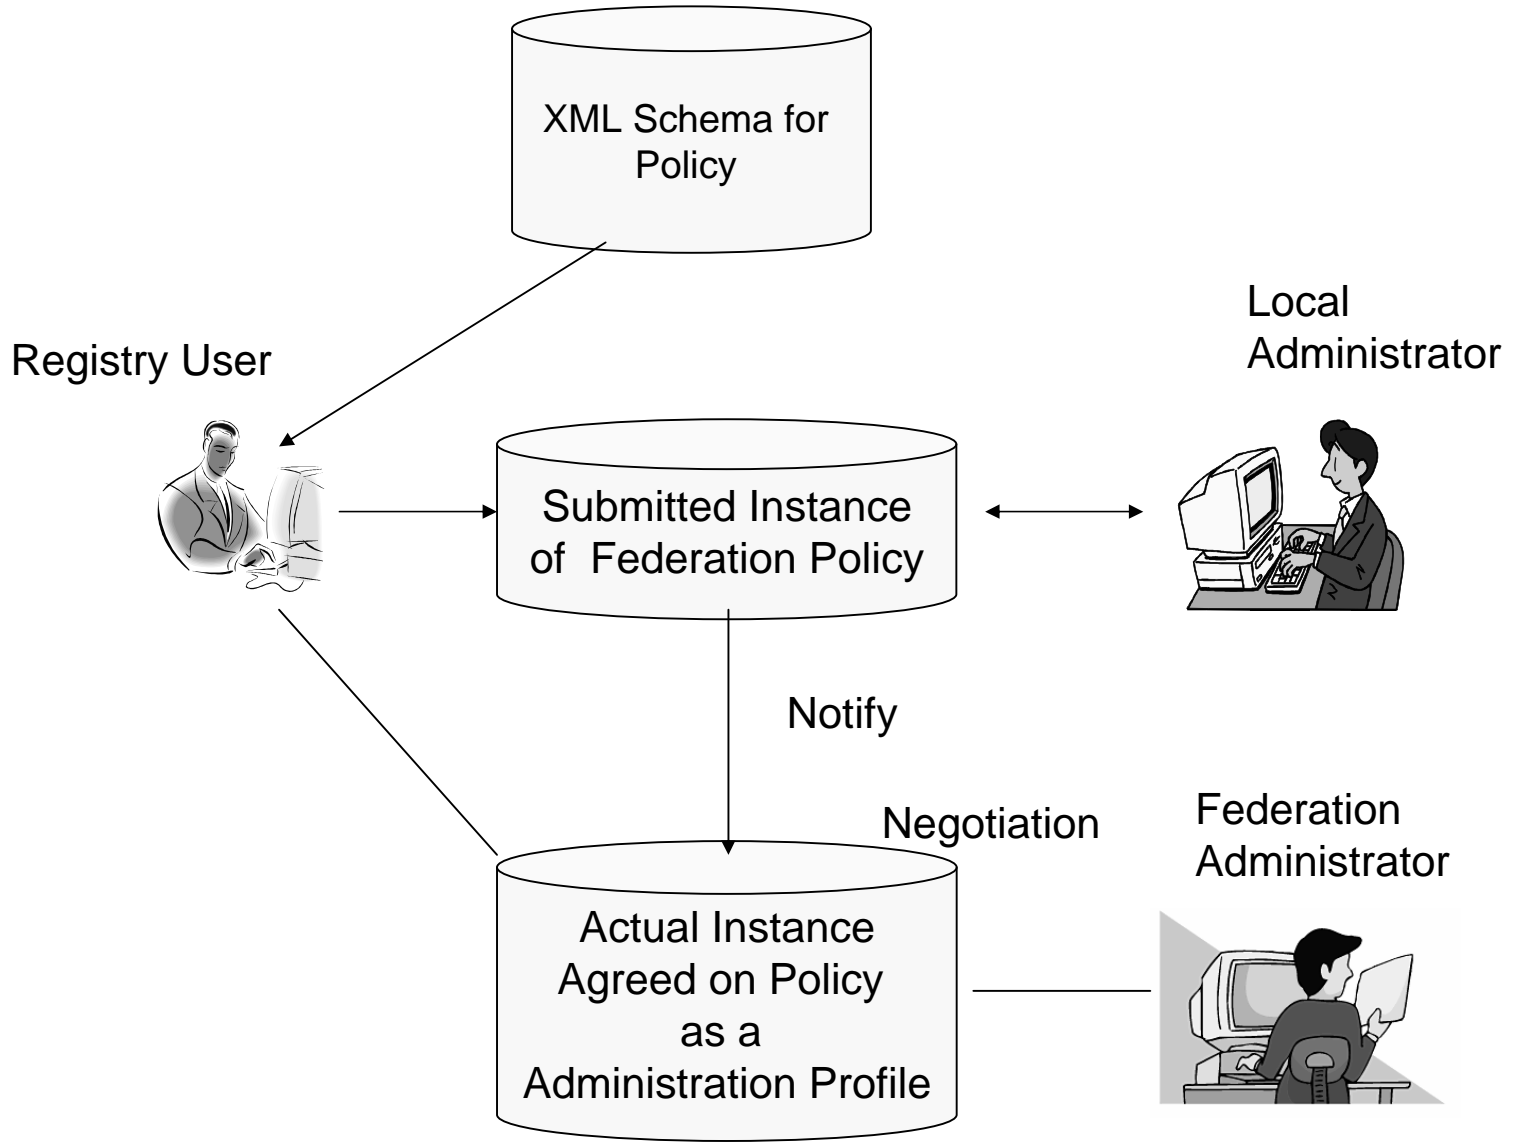 XML Schema for
Policy
Local
Administrator
Registry User
Submitted Instance
of Federation Policy
Notify
Negotiation
Federation
Administrator
Actual Instance
Agreed on Policy
as a
Administration Profile